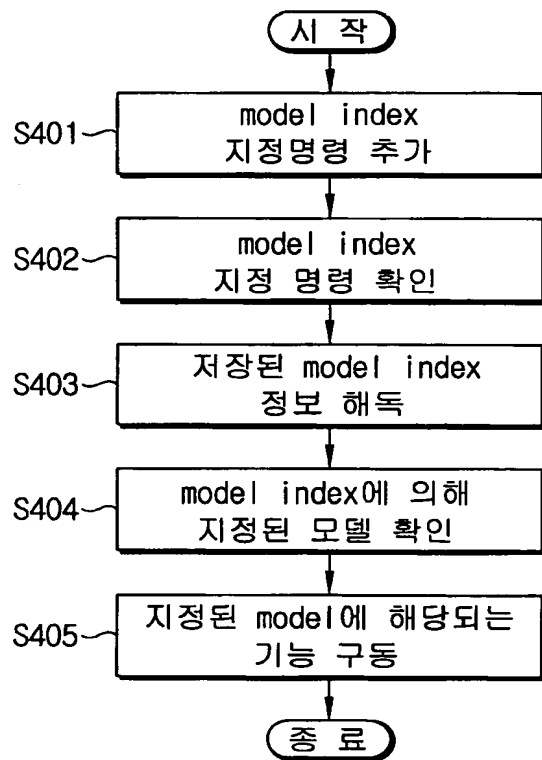 시 작
S401
model index
지정명령 추가
S402
model index
지정 명령 확인
S403
저장된 model index
정보 해독
S404
model index에 의해
지정된 모델 확인
S405
지정된 model에 해당되는
기능 구동
종 료